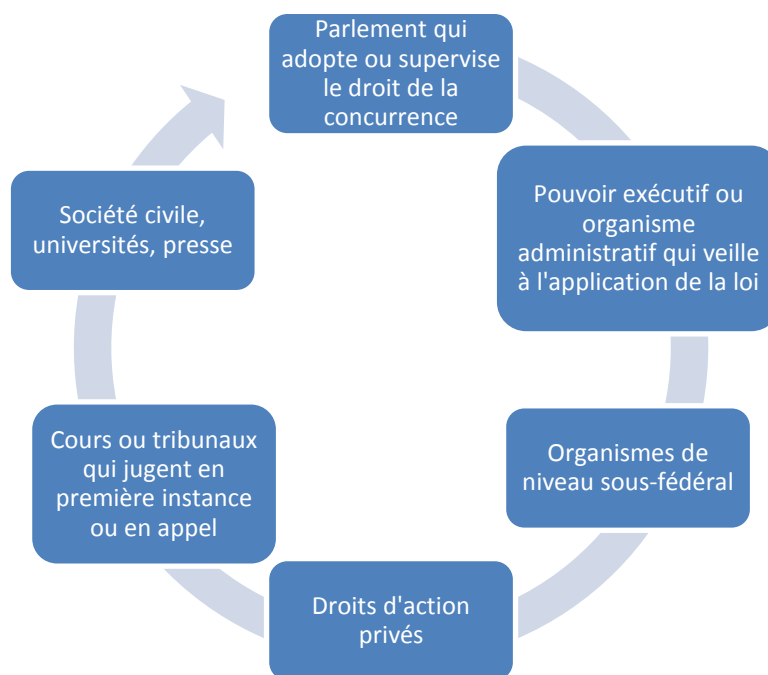 Parlement qui
adopte ou supervise
le droit de la
concurrence
Pouvoir exécutif ou
organisme
administratif qui veille
à l'application de la loi
Organismes de
niveau sous-fédéral
Droits d'action
privés
Cours ou tribunaux
qui jugent en
première instance
ou en appel
Société civile,
universités, presse